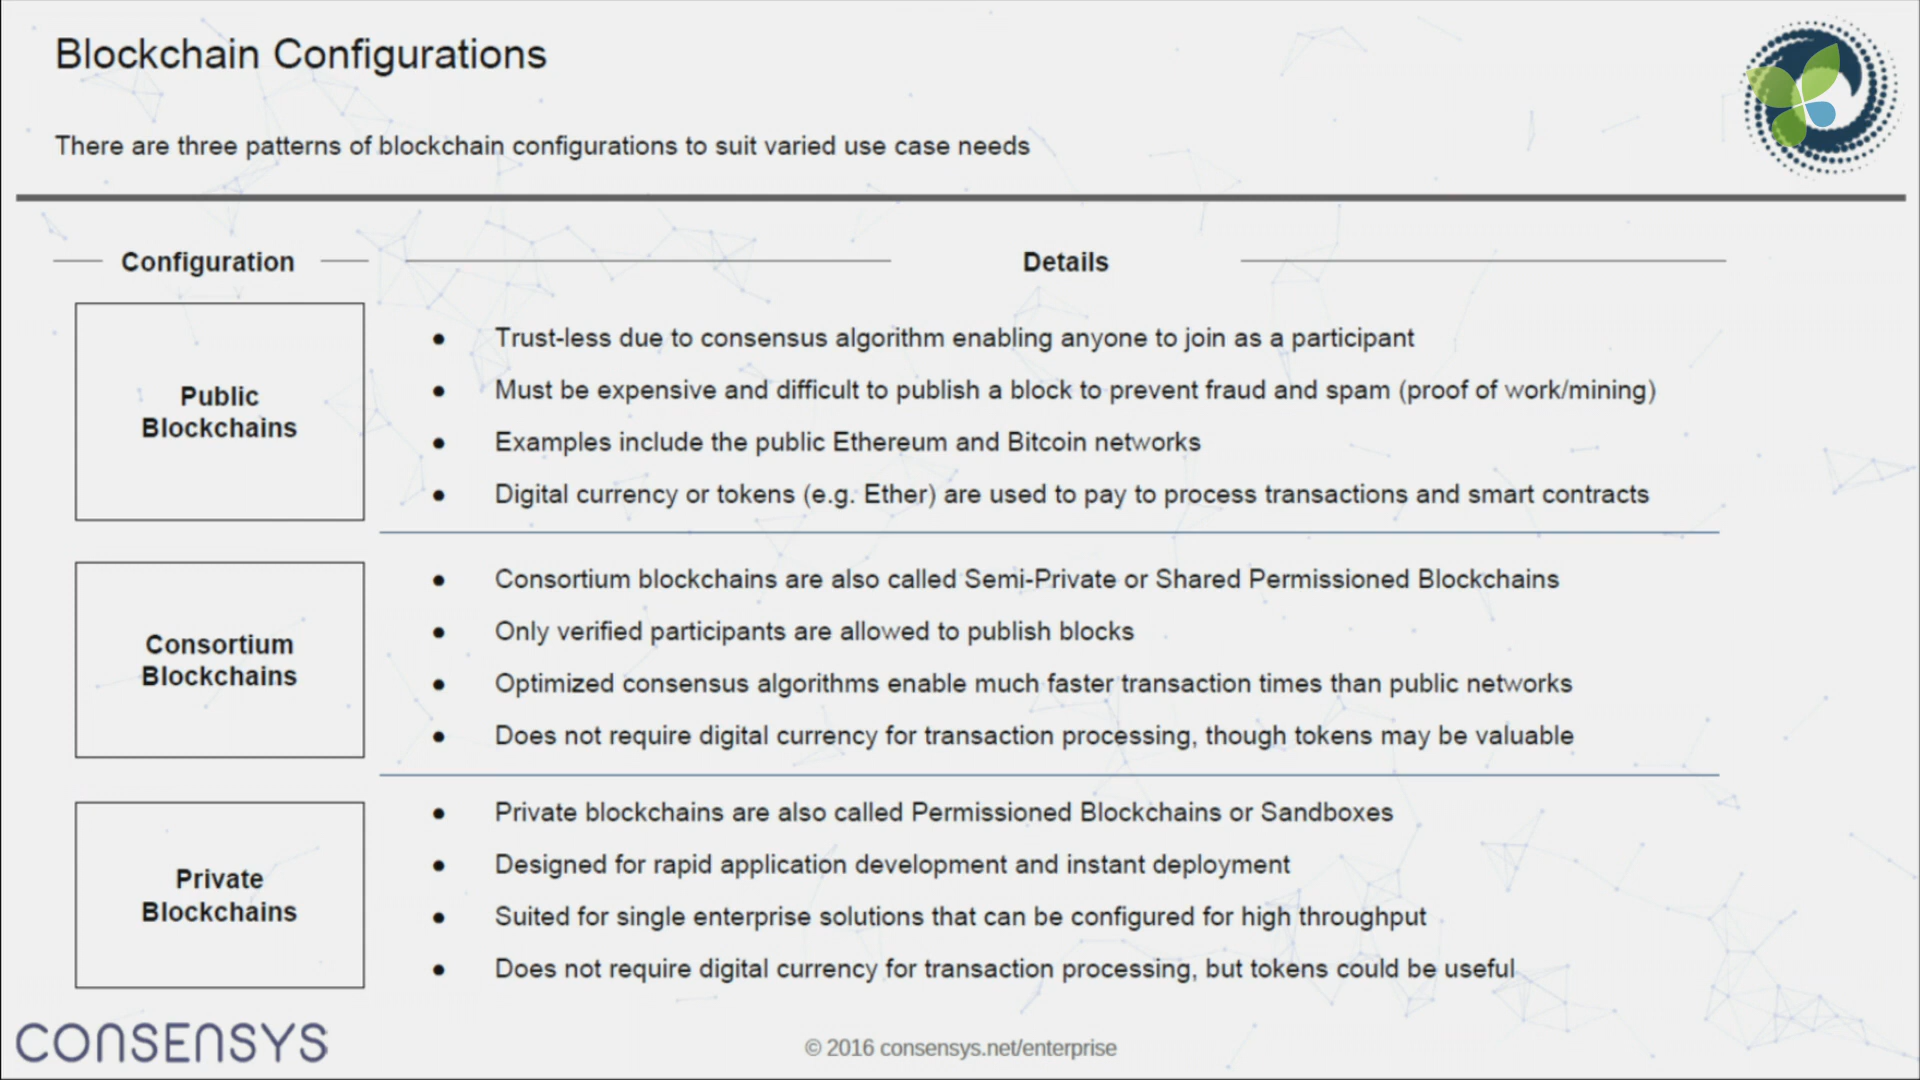 Blockchain Configurations
There are three patterns of blockchain configurations to suit varied use case needs
Configuration
Details
Public
Blockchains
● Trust-less due to consensus algorithm enabling anyone to join as a participant
● Must be expensive and difficult to publish a block to prevent fraud and spam (proof of work/mining)
● Examples include the public Ethereum and Bitcoin networks
● Digital currency or tokens (e.g. Ether) are used to pay to process transactions and smart contracts
Consortium
Blockchains
● Consortium blockchains are also called Semi-Private or Shared Permissioned Blockchains
● Only verified participants are allowed to publish blocks
● Optimized consensus algorithms enable much faster transaction times than public networks
● Does not require digital currency for transaction processing, though tokens may be valuable
Private
Blockchains
● Private blockchains are also called Permissioned Blockchains or Sandboxes
● Designed for rapid application development and instant deployment
● Suited for single enterprise solutions that can be configured for high throughput
● Does not require digital currency for transaction processing, but tokens could be useful
CONSENSYS
© 2016 consensys.net/enterprise